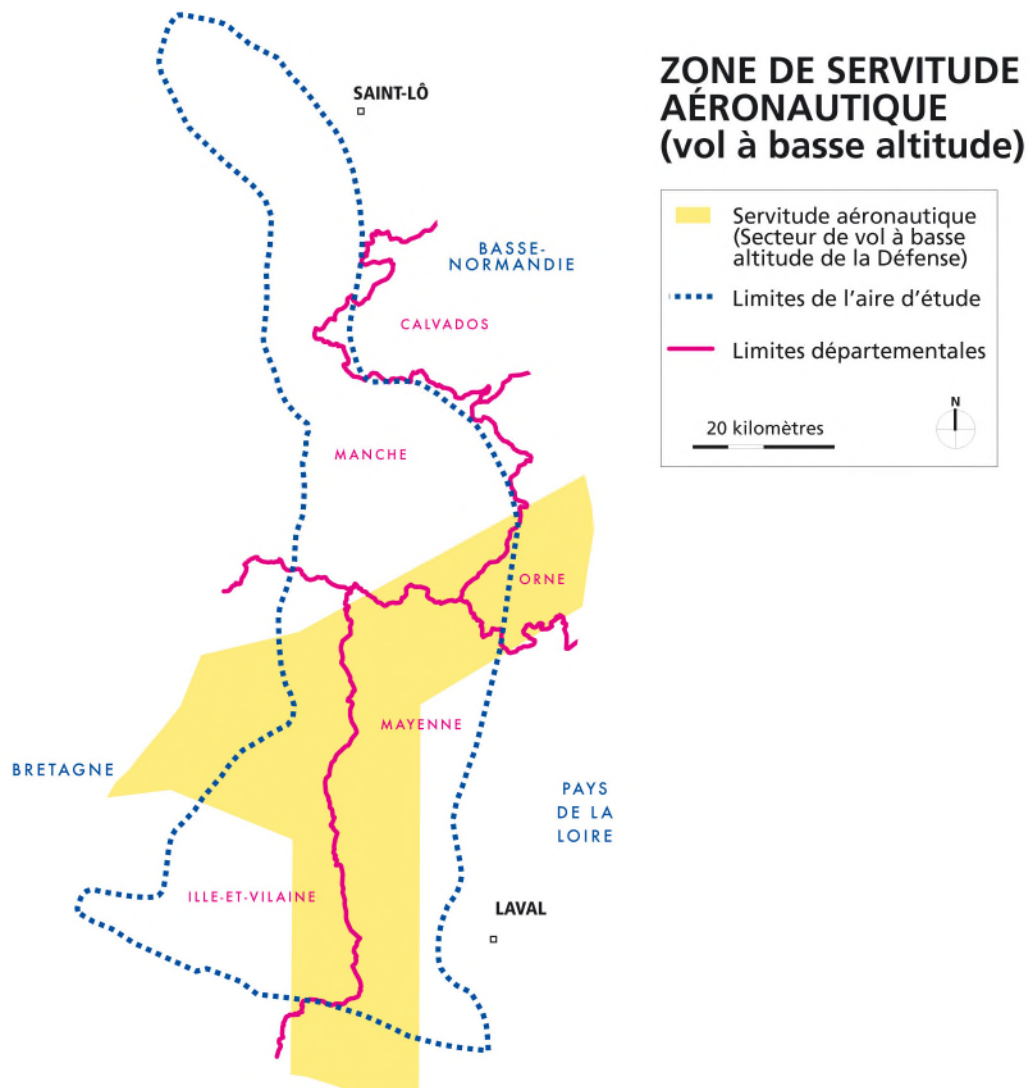 ZONE DE SERVITUDE
AÉRONAUTIQUE
(vol à basse altitude)
Servitude aéronautique
(Secteur de vol à basse
altitude de la Défense)
Limites de l'aire d'étude
Limites départementales
20 kilomètres
N
SAINT-LÔ
BASSE-
NORMANDIE
CALVADOS
MANCHE
ORNE
MAYENNE
BRETAGNE
PAYS
DE LA
LOIRE
ILLE-ET-VILAINE
LAVAL